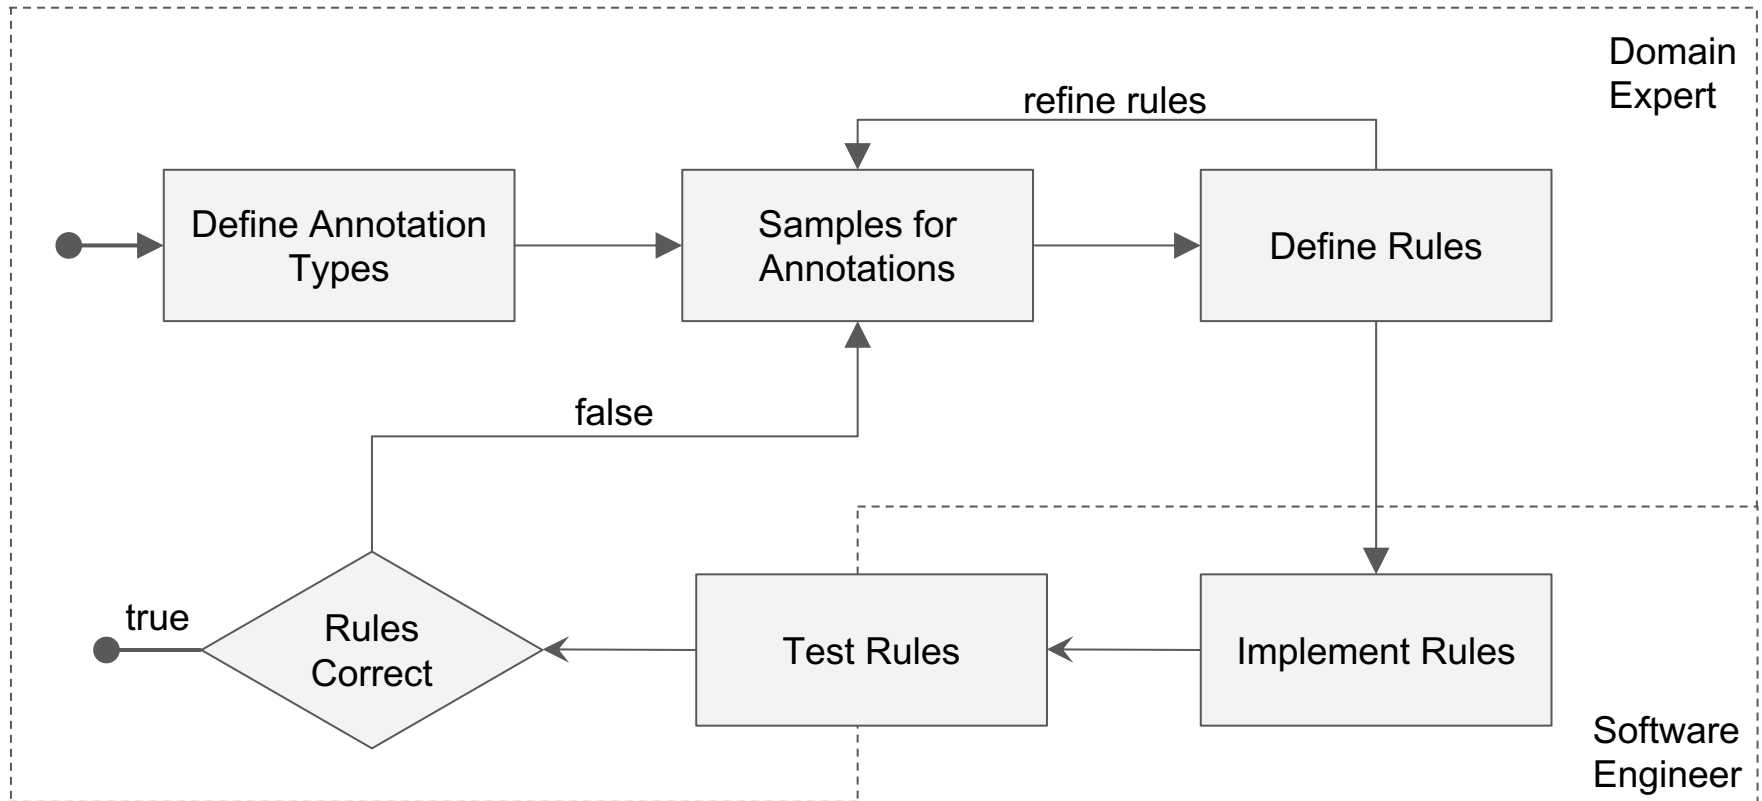 Domain
Expert
refine rules
Define Annotation
Types
Samples for
Annotations
Define Rules
false
true
Rules
Correct
Test Rules
Implement Rules
Software
Engineer